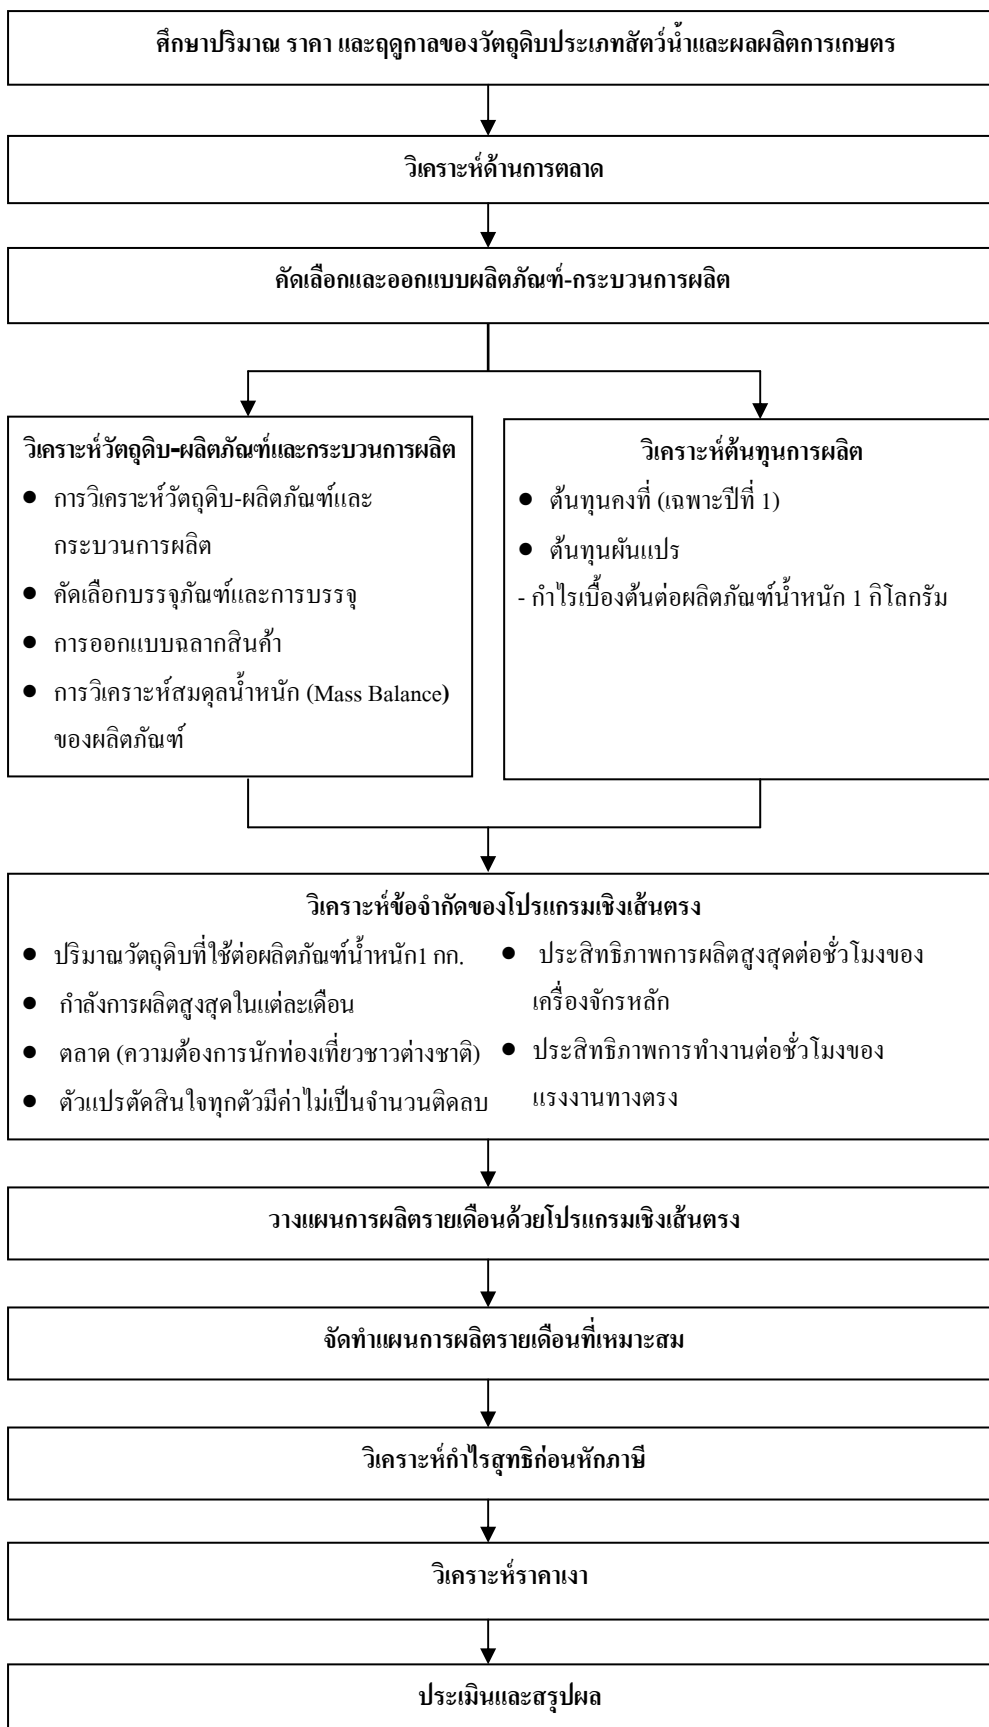 ศึกษาปริมาณ ราคา และฤดูกาลของวัตถุดิบประเภทสัตว์น้ำและผลผลิตการเกษตร
วิเคราะห์ด้านการตลาด
คัดเลือกและออกแบบผลิตภัณฑ์-กระบวนการผลิต
วิเคราะห์วัตถุดิบ-ผลิตภัณฑ์และกระบวนการผลิต
● การวิเคราะห์วัตถุดิบ-ผลิตภัณฑ์และ
กระบวนการผลิต
● คัดเลือกบรรจุภัณฑ์และการบรรจุ
● การออกแบบฉลากสินค้า
● การวิเคราะห์สมดุลน้ำหนัก (Mass Balance)
ของผลิตภัณฑ์
วิเคราะห์ต้นทุนการผลิต
● ต้นทุนคงที่ (เฉพาะปีที่ 1)
● ต้นทุนผันแปร
- กำไรเบื้องต้นต่อผลิตภัณฑ์น้ำหนัก 1 กิโลกรัม
วิเคราะห์ข้อจำกัดของโปรแกรมเชิงเส้นตรง
● ปริมาณวัตถุดิบที่ใช้ต่อผลิตภัณฑ์น้ำหนัก1 กก.
● กำลังการผลิตสูงสุดในแต่ละเดือน
● ตลาด (ความต้องการนักท่องเที่ยวชาวต่างชาติ)
● ตัวแปรตัดสินใจทุกตัวมีค่าไม่เป็นจำนวนติดลบ
● ประสิทธิภาพการผลิตสูงสุดต่อชั่วโมงของ
เครื่องจักรหลัก
● ประสิทธิภาพการทำงานต่อชั่วโมงของ
แรงงานทางตรง
วางแผนการผลิตรายเดือนด้วยโปรแกรมเชิงเส้นตรง
จัดทำแผนการผลิตรายเดือนที่เหมาะสม
วิเคราะห์กำไรสุทธิก่อนหักภาษี
วิเคราะห์ราคาเงา
ประเมินและสรุปผล